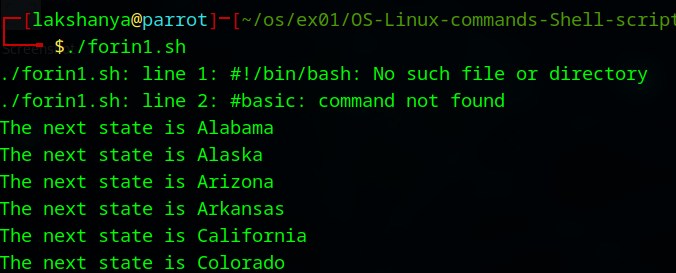 ┌─[lakshanya@parrot]─[~/os/ex01/OS-Linux-commands-Shell-script
└──╼ $./forin1.sh
./forin1.sh: line 1: #!/bin/bash: No such file or directory
./forin1.sh: line 2: #basic: command not found
The next state is Alabama
The next state is Alaska
The next state is Arizona
The next state is Arkansas
The next state is California
The next state is Colorado